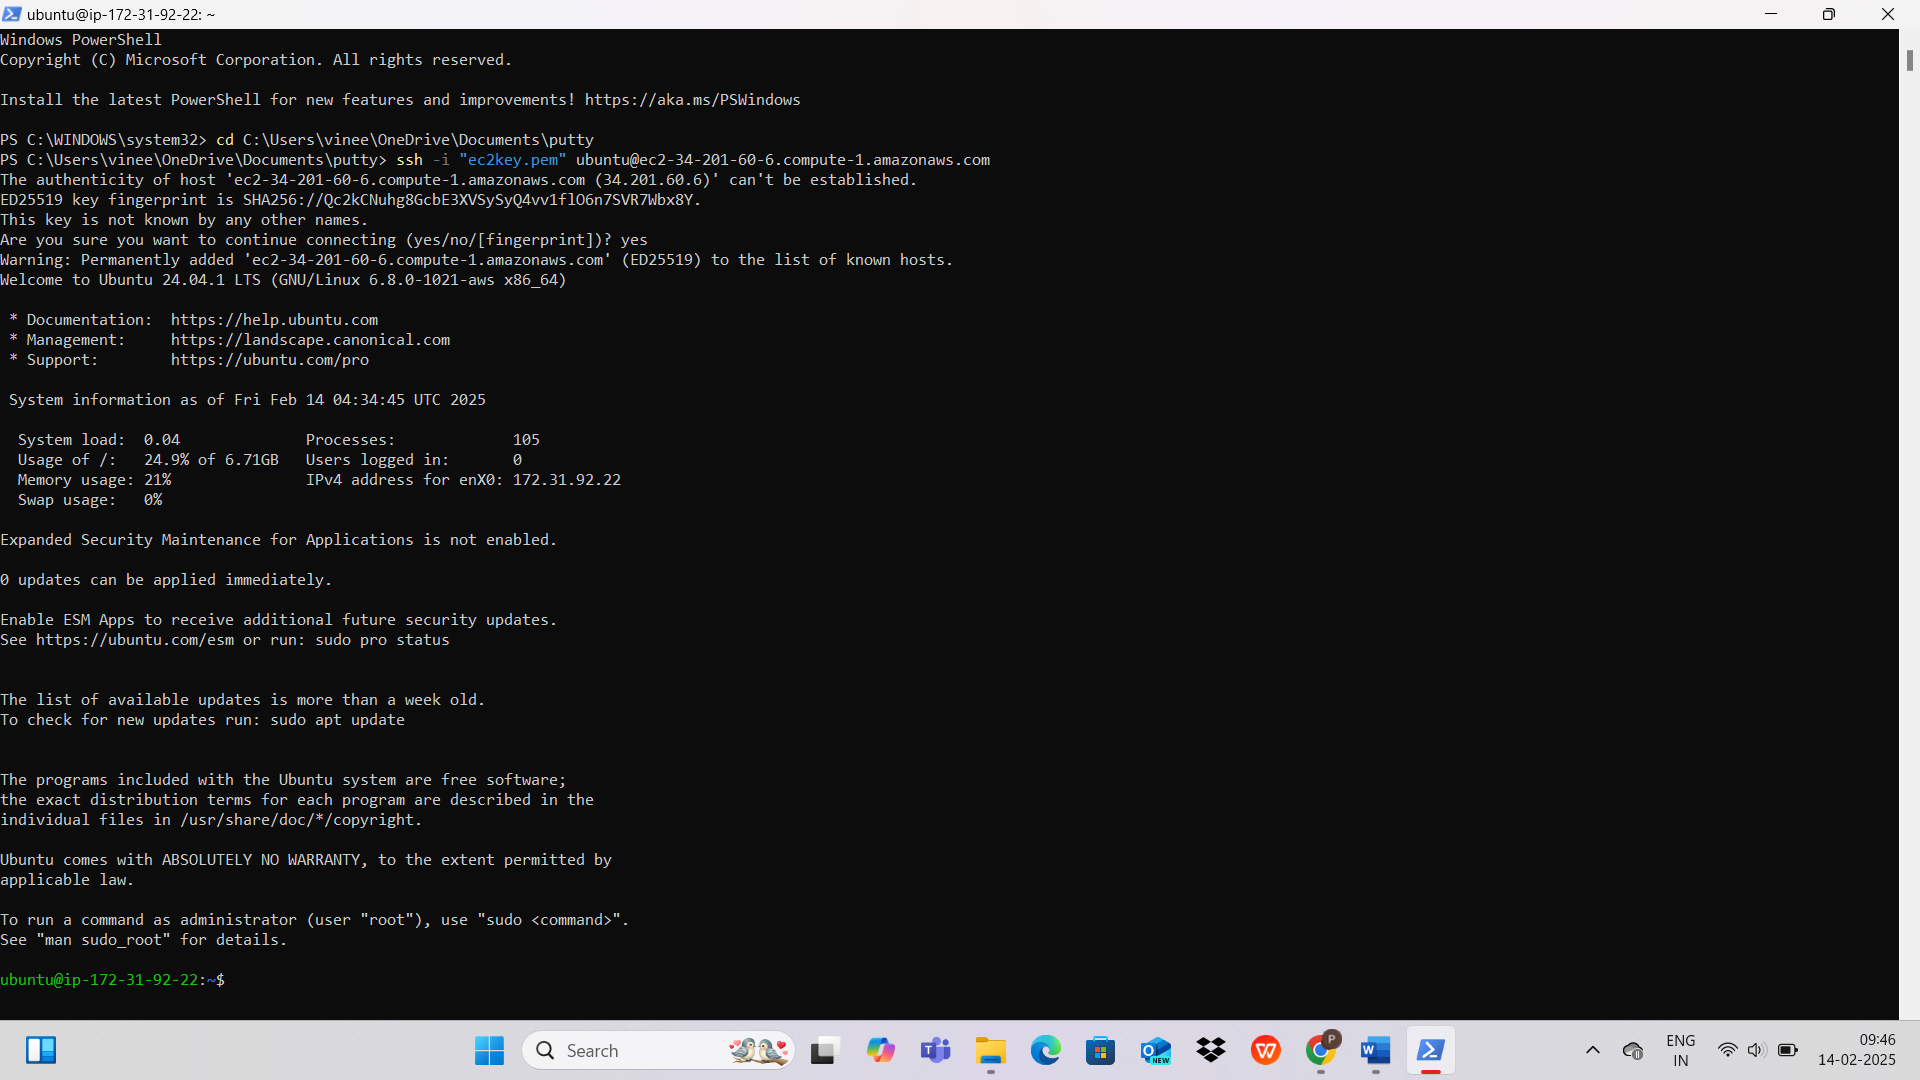 ubuntu@ip-172-31-92-22: ~
Windows PowerShell
Copyright (C) Microsoft Corporation. All rights reserved.
Install the latest PowerShell for new features and improvements! https://aka.ms/PSWindows
PS C:\WINDOWS\system32> cd C:\Users\vinee\OneDrive\Documents\putty
PS C:\Users\vinee\OneDrive\Documents\putty> ssh -i "ec2key.pem" ubuntu@ec2-34-201-60-6.compute-1.amazonaws.com
The authenticity of host 'ec2-34-201-60-6.compute-1.amazonaws.com (34.201.60.6)' can't be established.
ED25519 key fingerprint is SHA256://Qc2kCNuhg8GcbE3XVSySyQ4vv1flO6n7SVR7Wbx8Y.
This key is not known by any other names.
Are you sure you want to continue connecting (yes/no/[fingerprint])? yes
Warning: Permanently added 'ec2-34-201-60-6.compute-1.amazonaws.com' (ED25519) to the list of known hosts.
Welcome to Ubuntu 24.04.1 LTS (GNU/Linux 6.8.0-1021-aws x86_64)
* Documentation:  https://help.ubuntu.com
* Management:     https://landscape.canonical.com
* Support:        https://ubuntu.com/pro
System information as of Fri Feb 14 04:34:45 UTC 2025
System load:  0.04              Processes:             105
Usage of /:   24.9% of 6.71GB   Users logged in:       0
Memory usage: 21%               IPv4 address for enX0: 172.31.92.22
Swap usage:   0%
Expanded Security Maintenance for Applications is not enabled.
0 updates can be applied immediately.
Enable ESM Apps to receive additional future security updates.
See https://ubuntu.com/esm or run: sudo pro status
The list of available updates is more than a week old.
To check for new updates run: sudo apt update
The programs included with the Ubuntu system are free software;
the exact distribution terms for each program are described in the
individual files in /usr/share/doc/*/copyright.
Ubuntu comes with ABSOLUTELY NO WARRANTY, to the extent permitted by
applicable law.
To run a command as administrator (user "root"), use "sudo <command>".
See "man sudo_root" for details.
ubuntu@ip-172-31-92-22:~$
Search
ENG
IN
09:46
14-02-2025